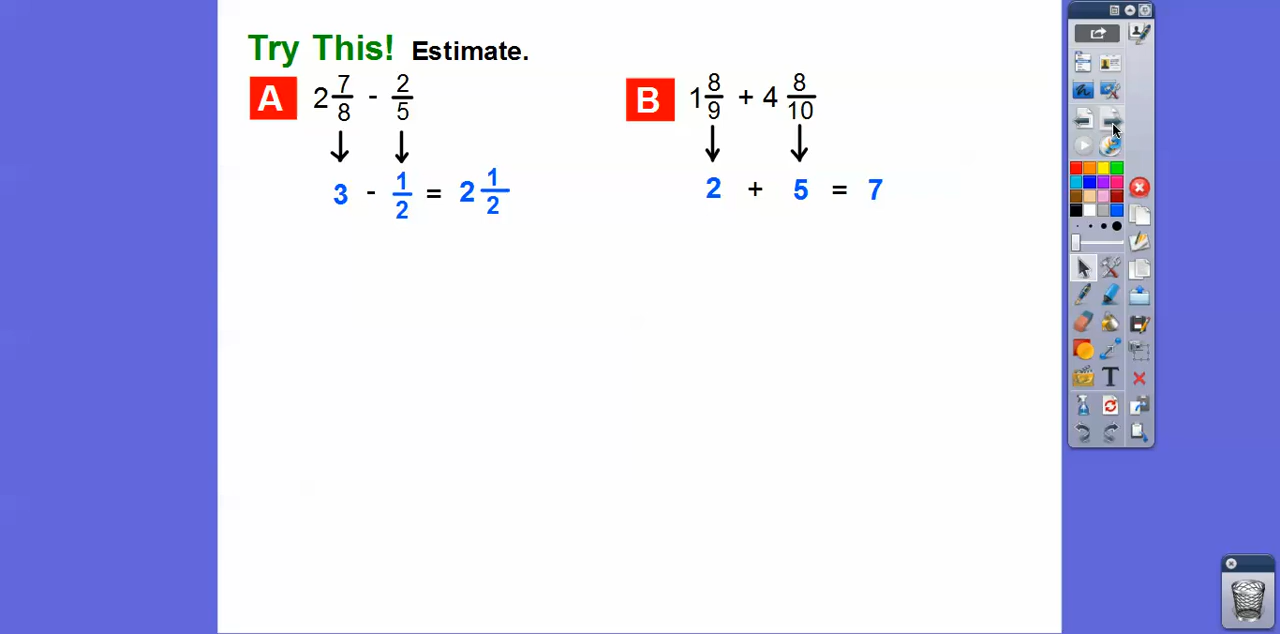 Try This! Estimate.
A 2 7/8 - 2/5
3 - 1/2 = 2 1/2
B 1 8/9 + 4 8/10
2 + 5 = 7
T